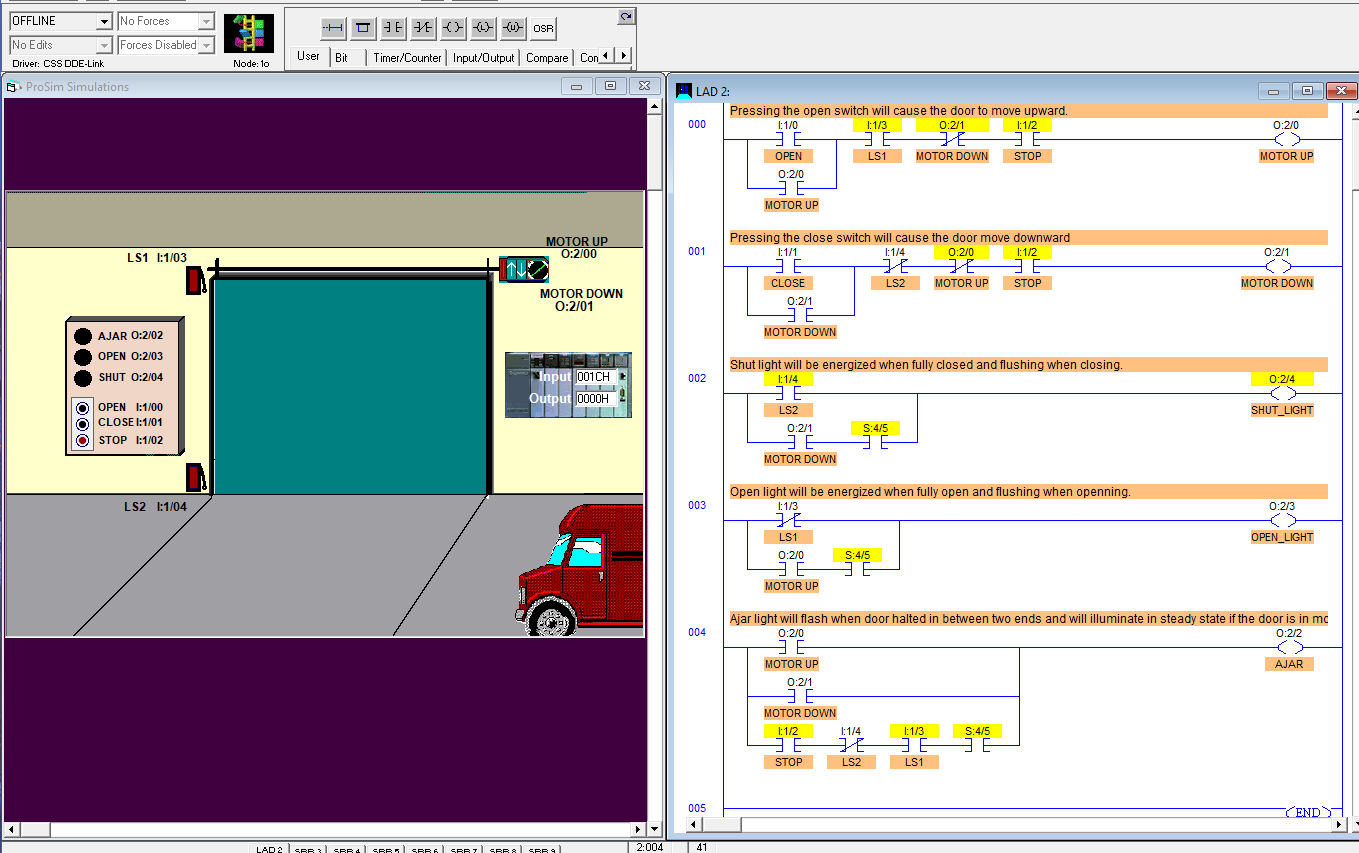 OFFLINE
No Forces
No Edits
Forces Disabled
Driver: CSS DDE-Link
Node: 1o
OSR
User Bit Timer/Counter Input/Output Compare Con
ProSim Simulations
MOTOR UP
O:2/00
LS1 I:1/03
MOTOR DOWN
O:2/01
AJAR O:2/02
OPEN O:2/03
SHUT O:2/04
OPEN I:1/00
CLOSE I:1/01
STOP I:1/02
Input 001CH
Output 0000H
LS2 I:1/04
LAD 2:
Pressing the open switch will cause the door to move upward.
000
I:1/0 I:1/3 O:2/1 I:1/2 O:2/0
OPEN LS1 MOTOR DOWN STOP MOTOR UP
O:2/0
MOTOR UP
Pressing the close switch will cause the door move downward
001
I:1/1 I:1/4 O:2/0 I:1/2 O:2/1
CLOSE LS2 MOTOR UP STOP MOTOR DOWN
O:2/1
MOTOR DOWN
Shut light will be energized when fully closed and flushing when closing.
002
I:1/4 O:2/4
LS2 SHUT_LIGHT
O:2/1 S:4/5
MOTOR DOWN
Open light will be energized when fully open and flushing when openning.
003
I:1/3 O:2/3
LS1 OPEN_LIGHT
O:2/0 S:4/5
MOTOR UP
Ajar light will flash when door halted in between two ends and will illuminate in steady state if the door is in mo
004
O:2/0 O:2/2
MOTOR UP AJAR
O:2/1
MOTOR DOWN
I:1/2 I:1/4 I:1/3 S:4/5
STOP LS2 LS1
005
END
LAD 2 SBR 3 SBR 4 SBR 5 SBR 6 SBR 7 SBR 8 SBR 9
2:004 41